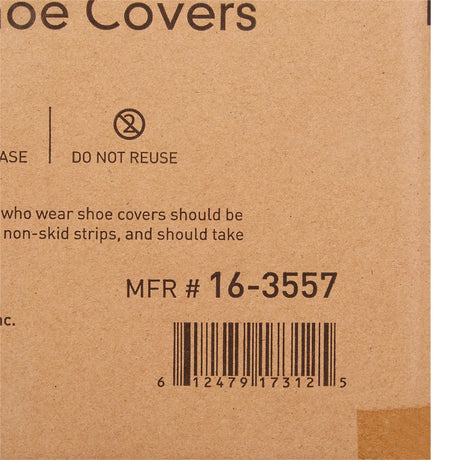 hoe Covers
ASE
DO NOT REUSE
who wear shoe covers should be
non-skid strips, and should take
MFR # 16-3557
nc.
6 12479 17312 5